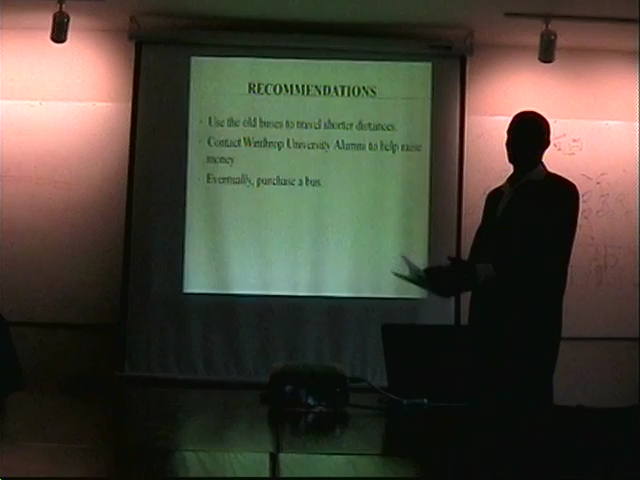 RECOMMENDATIONS
· Use the old buses to travel shorter distances.
· Contact Winthrop University Alumni to help raise
money.
· Eventually, purchase a bus.